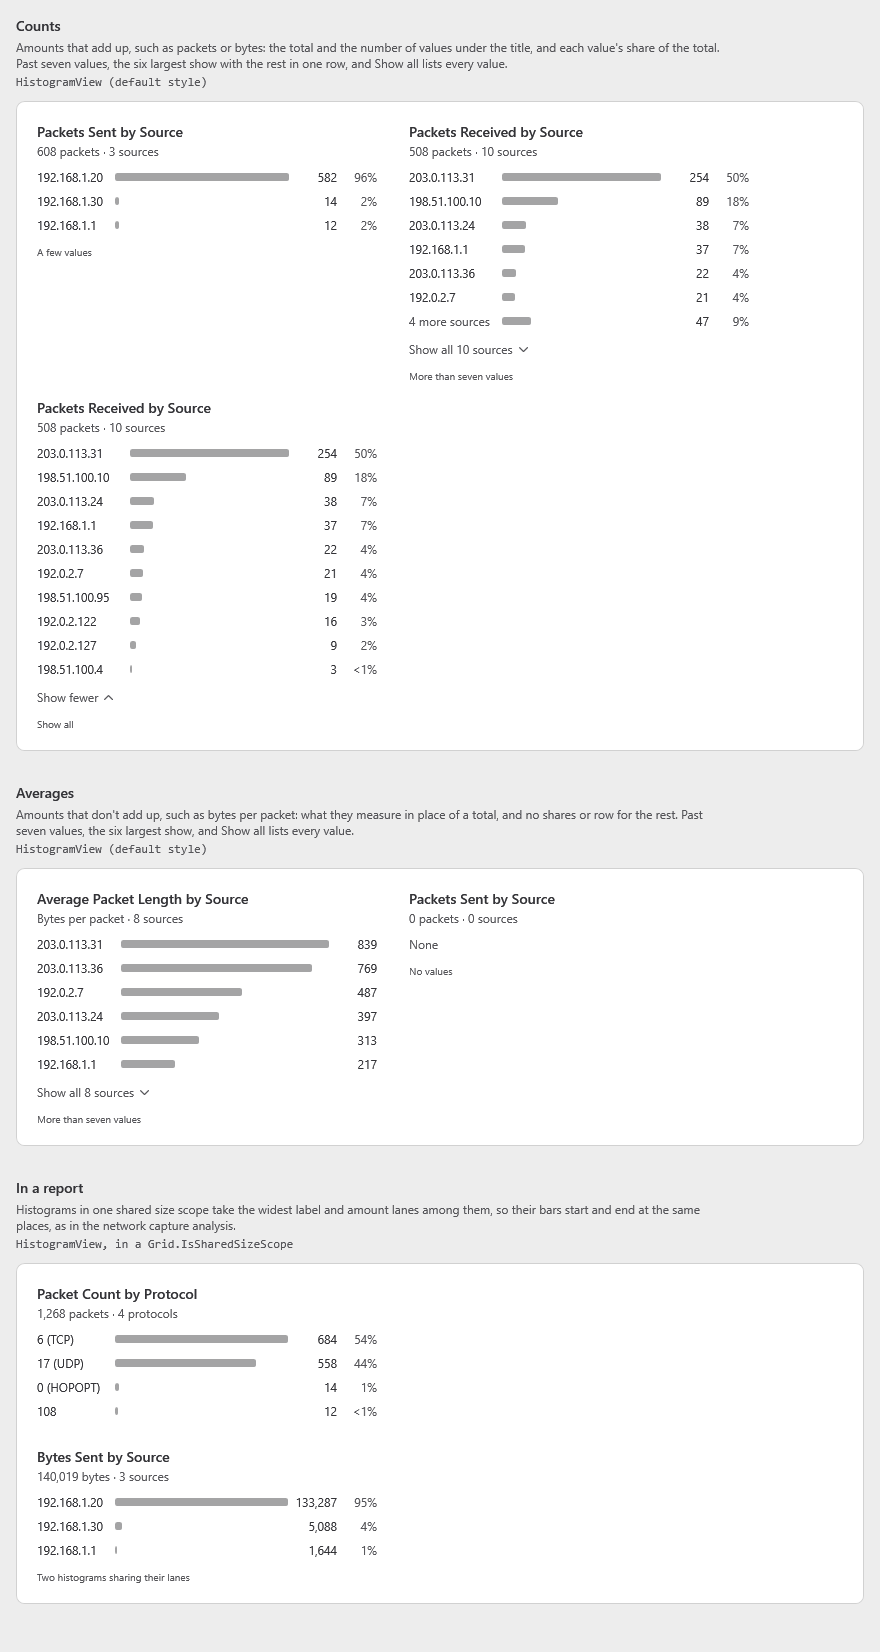 Counts
Amounts that add up, such as packets or bytes: the total and the number of values under the title, and each value's share of the total.
Past seven values, the six largest show with the rest in one row, and Show all lists every value.
HistogramView (default style)
Packets Sent by Source
608 packets · 3 sources
192.168.1.20 582 96%
192.168.1.30 14 2%
192.168.1.1 12 2%
A few values
Packets Received by Source
508 packets · 10 sources
203.0.113.31 254 50%
198.51.100.10 89 18%
203.0.113.24 38 7%
192.168.1.1 37 7%
203.0.113.36 22 4%
192.0.2.7 21 4%
4 more sources 47 9%
Show all 10 sources
More than seven values
Packets Received by Source
508 packets · 10 sources
203.0.113.31 254 50%
198.51.100.10 89 18%
203.0.113.24 38 7%
192.168.1.1 37 7%
203.0.113.36 22 4%
192.0.2.7 21 4%
198.51.100.95 19 4%
192.0.2.122 16 3%
192.0.2.127 9 2%
198.51.100.4 3 <1%
Show fewer
Show all
Averages
Amounts that don't add up, such as bytes per packet: what they measure in place of a total, and no shares or row for the rest. Past
seven values, the six largest show, and Show all lists every value.
HistogramView (default style)
Average Packet Length by Source
Bytes per packet · 8 sources
203.0.113.31 839
203.0.113.36 769
192.0.2.7 487
203.0.113.24 397
198.51.100.10 313
192.168.1.1 217
Show all 8 sources
More than seven values
Packets Sent by Source
0 packets · 0 sources
None
No values
In a report
Histograms in one shared size scope take the widest label and amount lanes among them, so their bars start and end at the same
places, as in the network capture analysis.
HistogramView, in a Grid.IsSharedSizeScope
Packet Count by Protocol
1,268 packets · 4 protocols
6 (TCP) 684 54%
17 (UDP) 558 44%
0 (HOPOPT) 14 1%
108 12 <1%
Bytes Sent by Source
140,019 bytes · 3 sources
192.168.1.20 133,287 95%
192.168.1.30 5,088 4%
192.168.1.1 1,644 1%
Two histograms sharing their lanes